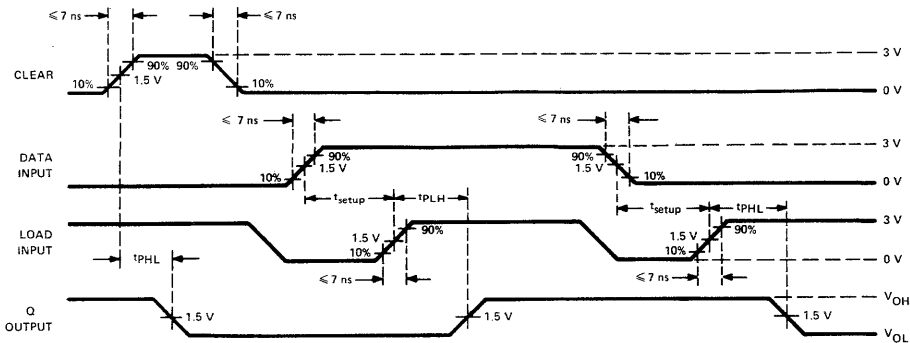 ≤ 7 ns
≤ 7 ns
CLEAR
10%
90%
1.5 V
90%
10%
3 V
0 V
≤ 7 ns
≤ 7 ns
DATA
INPUT
10%
90%
1.5 V
90%
1.5 V
10%
3 V
0 V
tsetup
tPLH
tsetup
tPHL
LOAD
INPUT
1.5 V
10%
90%
1.5 V
10%
90%
3 V
0 V
tPHL
≤ 7 ns
≤ 7 ns
Q
OUTPUT
1.5 V
1.5 V
1.5 V
VOH
VOL